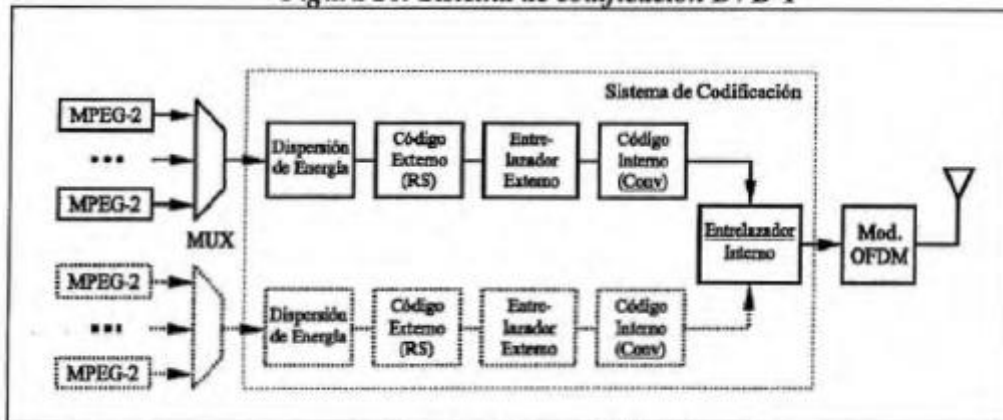 Sistema de Codificación
MPEG-2
MPEG-2
MUX
Dispersión
de Energía
Código
Externo
(RS)
Entre-
lazador
Externo
Código
Interno
(Conv)
Entrelazador
Interno
Mod.
OFDM
MPEG-2
MPEG-2
Dispersión
de Energía
Código
Externo
(RS)
Entre-
lazador
Externo
Código
Interno
(Conv)